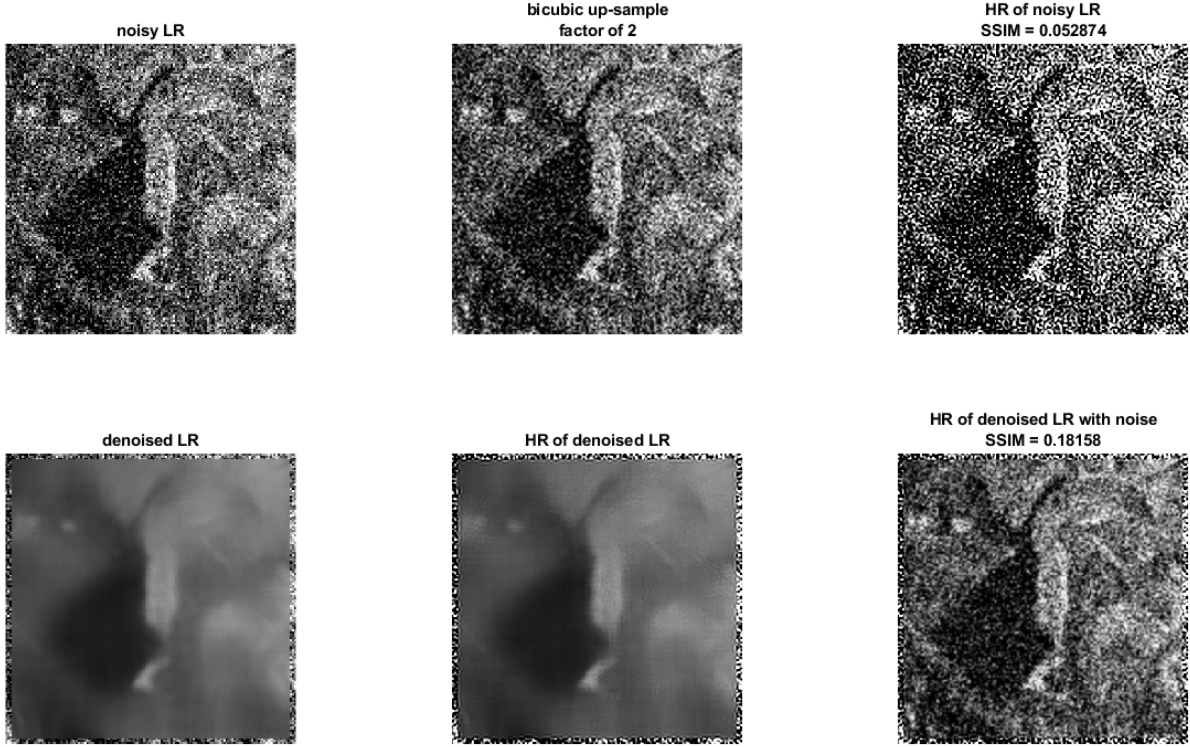 noisy LR
bicubic up-sample
factor of 2
HR of noisy LR
SSIM = 0.052874
denoised LR
HR of denoised LR
HR of denoised LR with noise
SSIM = 0.18158